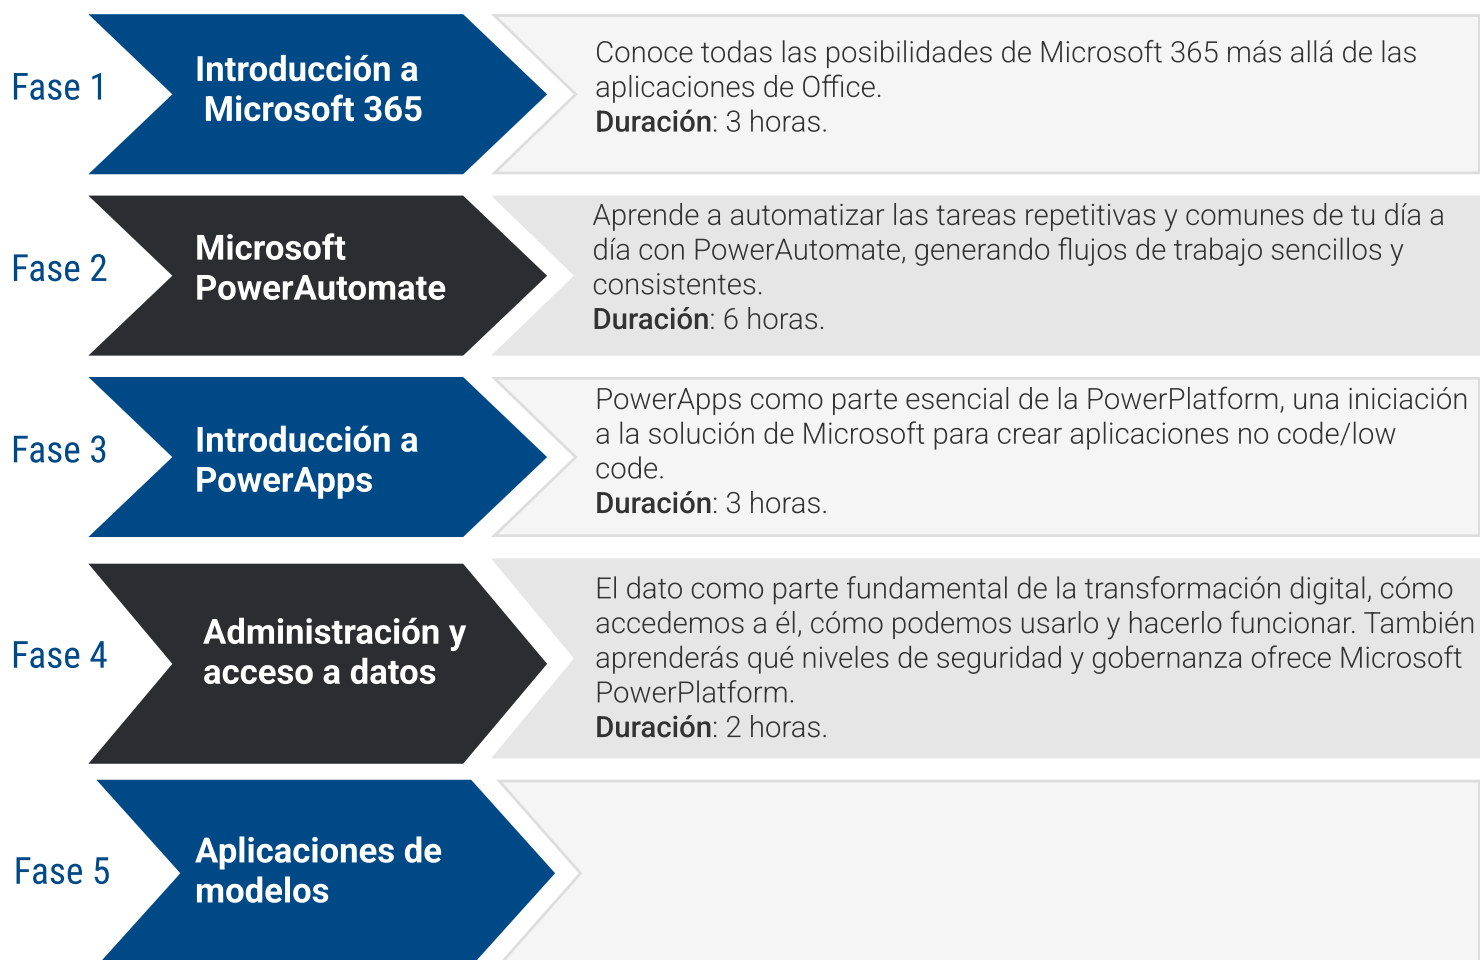 Fase 1
Introducción a
Microsoft 365
Conoce todas las posibilidades de Microsoft 365 más allá de las
aplicaciones de Office.
Duración: 3 horas.
Fase 2
Microsoft
PowerAutomate
Aprende a automatizar las tareas repetitivas y comunes de tu día a
día con PowerAutomate, generando flujos de trabajo sencillos y
consistentes.
Duración: 6 horas.
Fase 3
Introducción a
PowerApps
PowerApps como parte esencial de la PowerPlatform, una iniciación
a la solución de Microsoft para crear aplicaciones no code/low
code.
Duración: 3 horas.
Fase 4
Administración y
acceso a datos
El dato como parte fundamental de la transformación digital, cómo
accedemos a él, cómo podemos usarlo y hacerlo funcionar. También
aprenderás qué niveles de seguridad y gobernanza ofrece Microsoft
PowerPlatform.
Duración: 2 horas.
Fase 5
Aplicaciones de
modelos